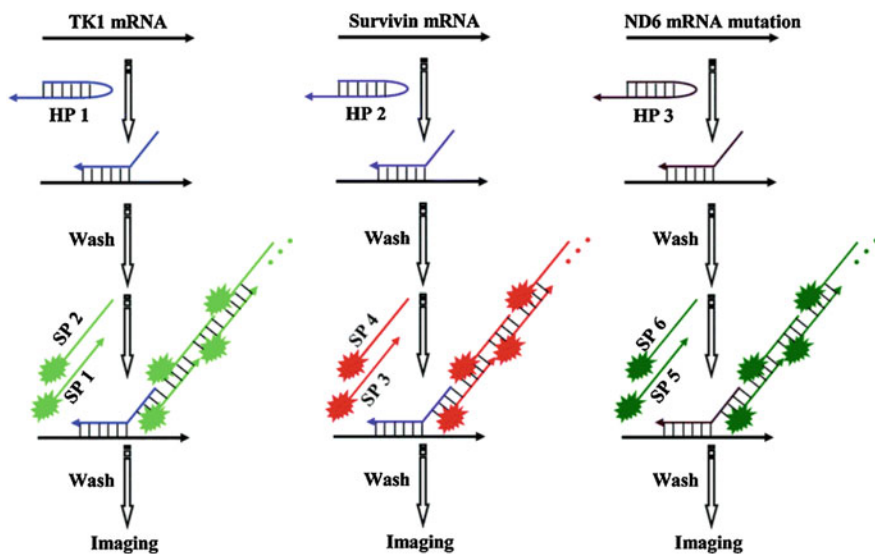 TK1 mRNA
HP 1
Wash
SP 2
SP 1
Wash
Imaging
Survivin mRNA
HP 2
Wash
SP 4
SP 3
Wash
Imaging
ND6 mRNA mutation
HP 3
Wash
SP 6
SP 5
Wash
Imaging